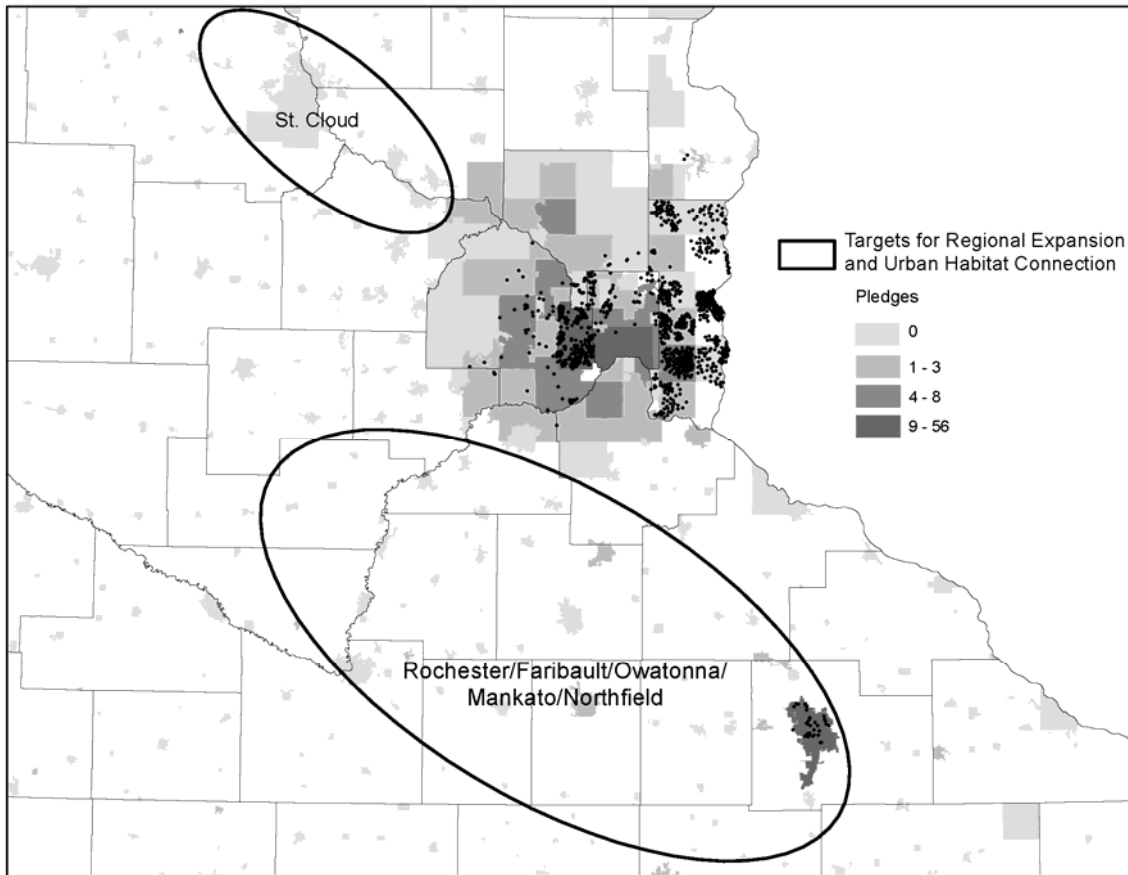 St. Cloud
Targets for Regional Expansion
and Urban Habitat Connection
Pledges
0
1 - 3
4 - 8
9 - 56
Rochester/Faribault/Owatonna/
Mankato/Northfield